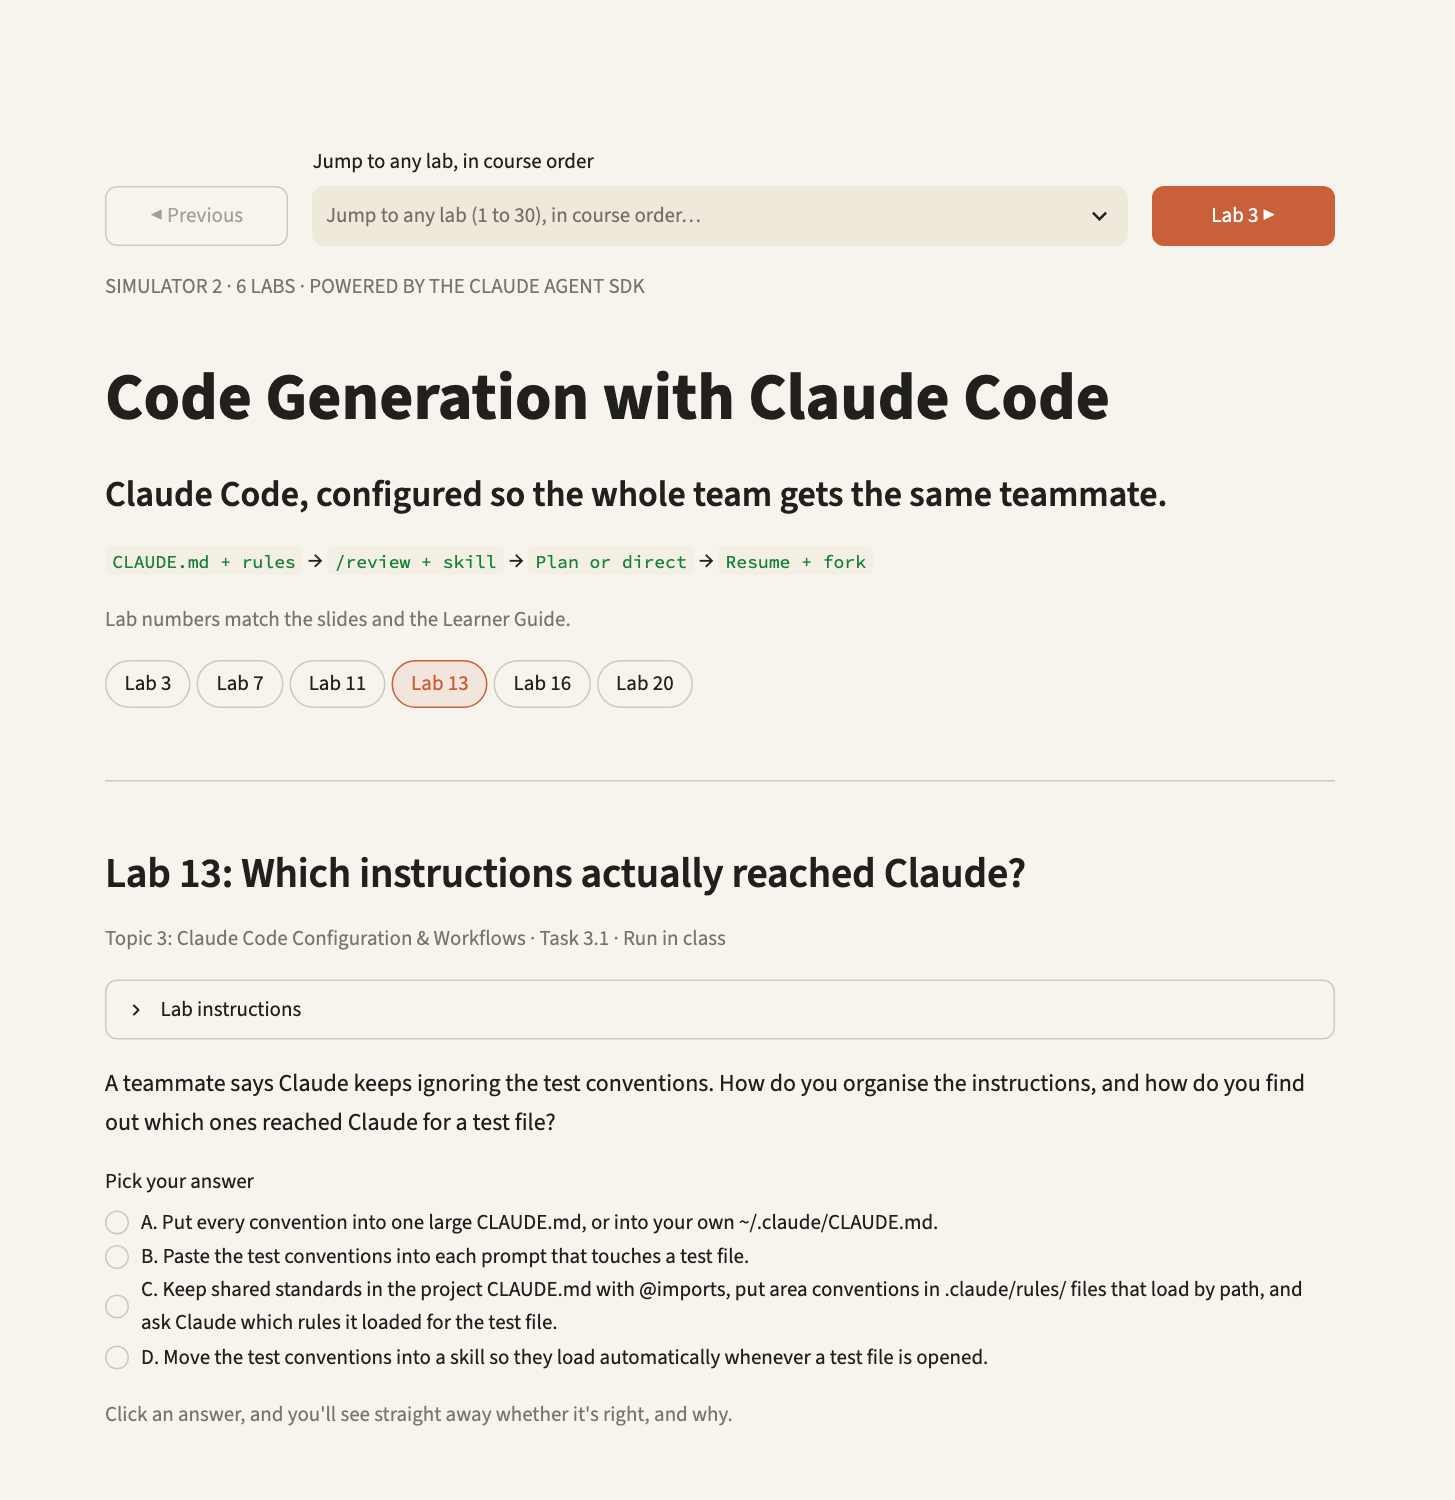 Jump to any lab, in course order
◀ Previous
Jump to any lab (1 to 30), in course order…
Lab 3 ▶
SIMULATOR 2 · 6 LABS · POWERED BY THE CLAUDE AGENT SDK
Code Generation with Claude Code
Claude Code, configured so the whole team gets the same teammate.
CLAUDE.md + rules → /review + skill → Plan or direct → Resume + fork
Lab numbers match the slides and the Learner Guide.
Lab 3 Lab 7 Lab 11 Lab 13 Lab 16 Lab 20
Lab 13: Which instructions actually reached Claude?
Topic 3: Claude Code Configuration & Workflows · Task 3.1 · Run in class
Lab instructions
A teammate says Claude keeps ignoring the test conventions. How do you organise the instructions, and how do you find
out which ones reached Claude for a test file?
Pick your answer
A. Put every convention into one large CLAUDE.md, or into your own ~/.claude/CLAUDE.md.
B. Paste the test conventions into each prompt that touches a test file.
C. Keep shared standards in the project CLAUDE.md with @imports, put area conventions in .claude/rules/ files that load by path, and
ask Claude which rules it loaded for the test file.
D. Move the test conventions into a skill so they load automatically whenever a test file is opened.
Click an answer, and you'll see straight away whether it's right, and why.